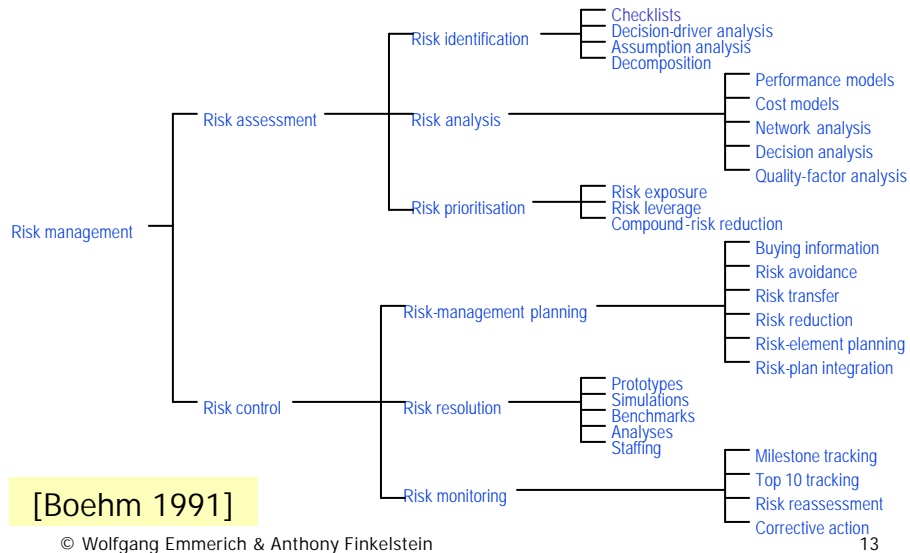 Risk management
Risk assessment
Risk identification
Checklists
Decision-driver analysis
Assumption analysis
Decomposition
Risk analysis
Performance models
Cost models
Network analysis
Decision analysis
Quality-factor analysis
Risk prioritisation
Risk exposure
Risk leverage
Compound-risk reduction
Risk control
Risk-management planning
Buying information
Risk avoidance
Risk transfer
Risk reduction
Risk-element planning
Risk-plan integration
Risk resolution
Prototypes
Simulations
Benchmarks
Analyses
Staffing
Risk monitoring
Milestone tracking
Top 10 tracking
Risk reassessment
Corrective action
[Boehm 1991]
© Wolfgang Emmerich & Anthony Finkelstein
13